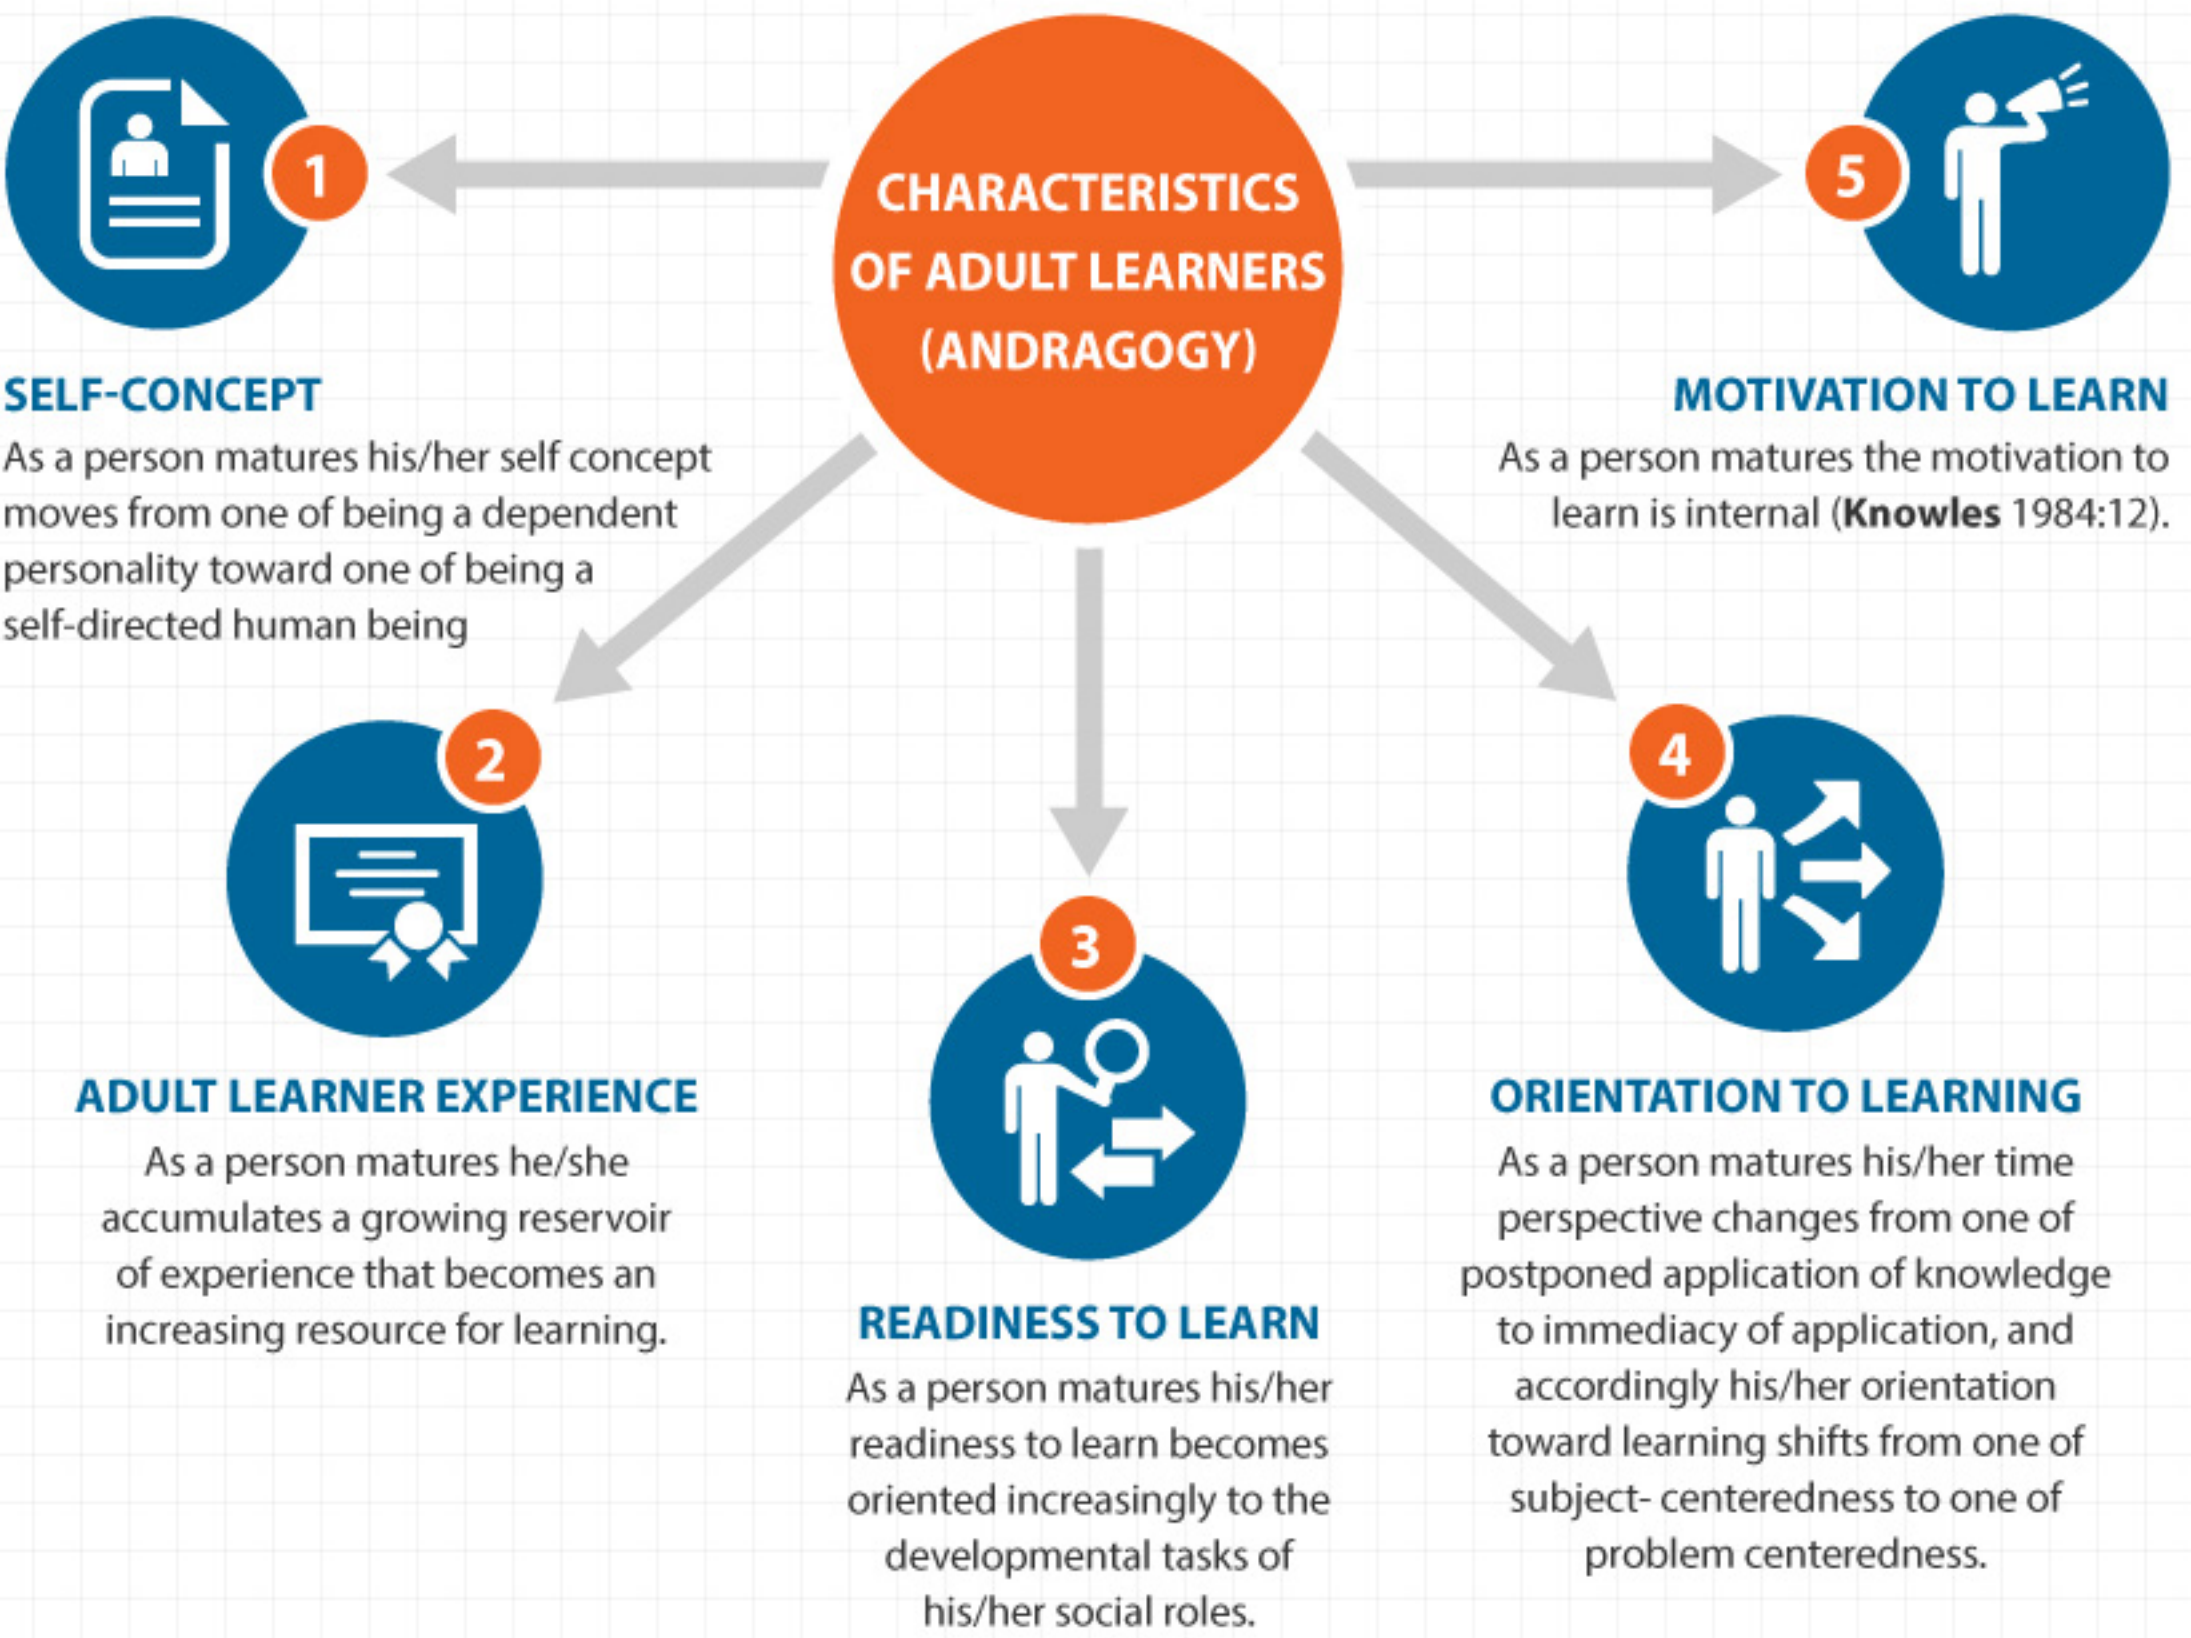 CHARACTERISTICS
OF ADULT LEARNERS
(ANDRAGOGY)
1
SELF-CONCEPT
As a person matures his/her self concept
moves from one of being a dependent
personality toward one of being a
self-directed human being
2
ADULT LEARNER EXPERIENCE
As a person matures he/she
accumulates a growing reservoir
of experience that becomes an
increasing resource for learning.
3
READINESS TO LEARN
As a person matures his/her
readiness to learn becomes
oriented increasingly to the
developmental tasks of
his/her social roles.
4
ORIENTATION TO LEARNING
As a person matures his/her time
perspective changes from one of
postponed application of knowledge
to immediacy of application, and
accordingly his/her orientation
toward learning shifts from one of
subject- centeredness to one of
problem centeredness.
5
MOTIVATION TO LEARN
As a person matures the motivation to
learn is internal (Knowles 1984:12).